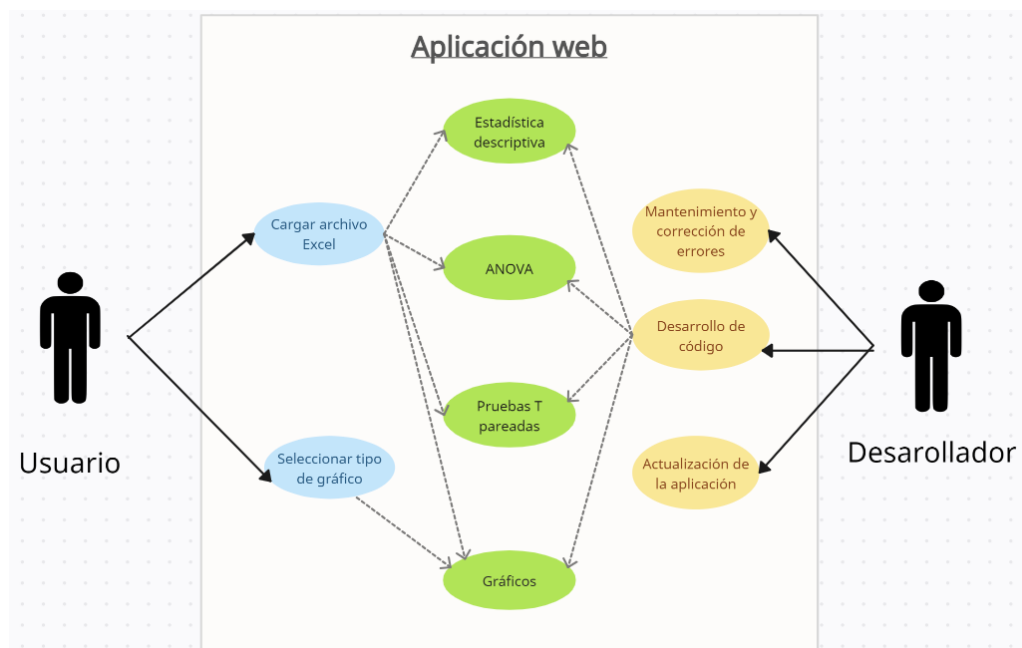 Aplicación web
Estadística
descriptiva
Cargar archivo
Excel
Mantenimiento y
corrección de
errores
ANOVA
Desarrollo de
código
Pruebas T
pareadas
Usuario
Desarollador
Seleccionar tipo
de gráfico
Actualización de
la aplicación
Gráficos